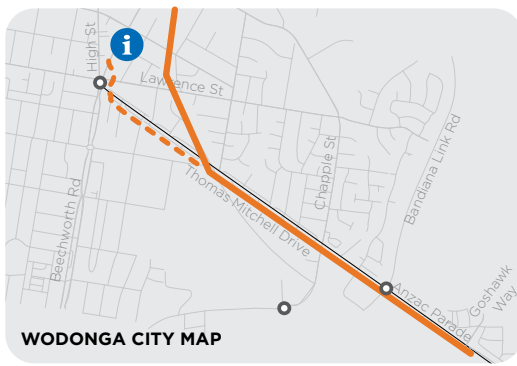 High St
i
Lawrence St
Chapple St
Bandiana Link Rd
Thomas Mitchell Drive
Beechworth Rd
Anzac Parade
Goshawk
Way
WODONGA CITY MAP